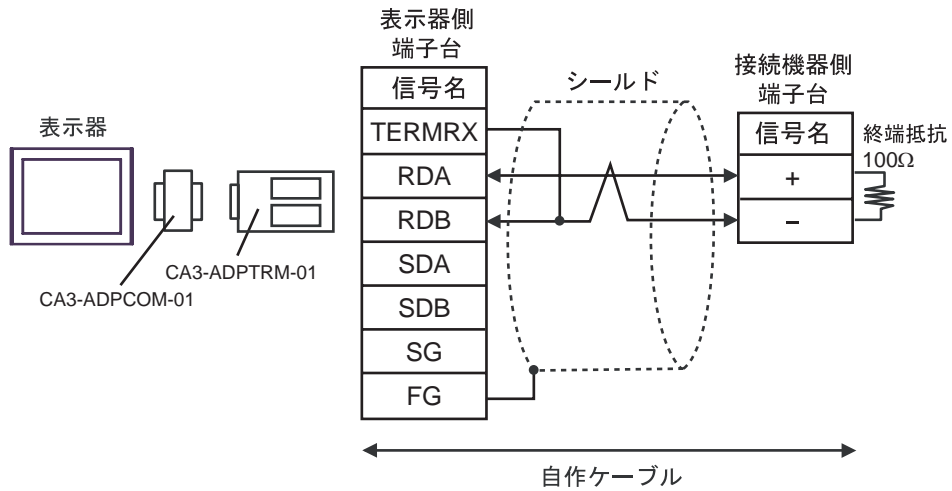 表示器
CA3-ADPCOM-01
CA3-ADPTRM-01
表示器側
端子台
信号名
TERMRX
RDA
RDB
SDA
SDB
SG
FG
シールド
接続機器側
端子台
信号名
+
−
終端抵抗
100Ω
自作ケーブル